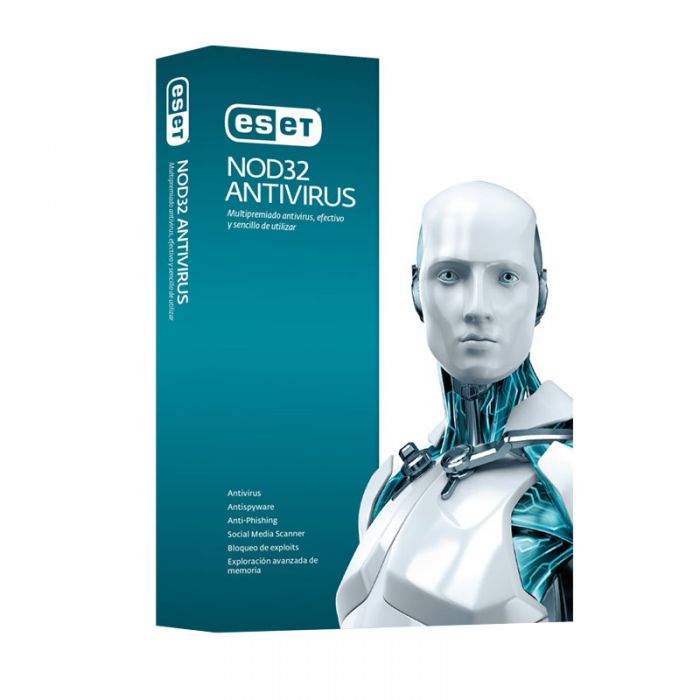 eset
NOD32 ANTIVIRUS
Multipremiado antivirus, efectivo y sencillo de utilizar
eset
NOD32
ANTIVIRUS
Multipremiado antivirus, efectivo
y sencillo de utilizar
Antivirus
Antispyware
Anti-Phishing
Social Media Scanner
Bloqueo de exploits
Exploración avanzada de
memoria